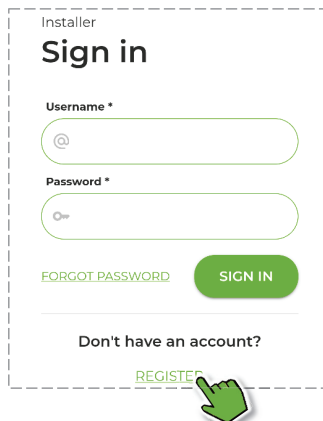 Installer
Sign in
Username *
Password *
FORGOT PASSWORD
SIGN IN
Don't have an account?
REGISTER